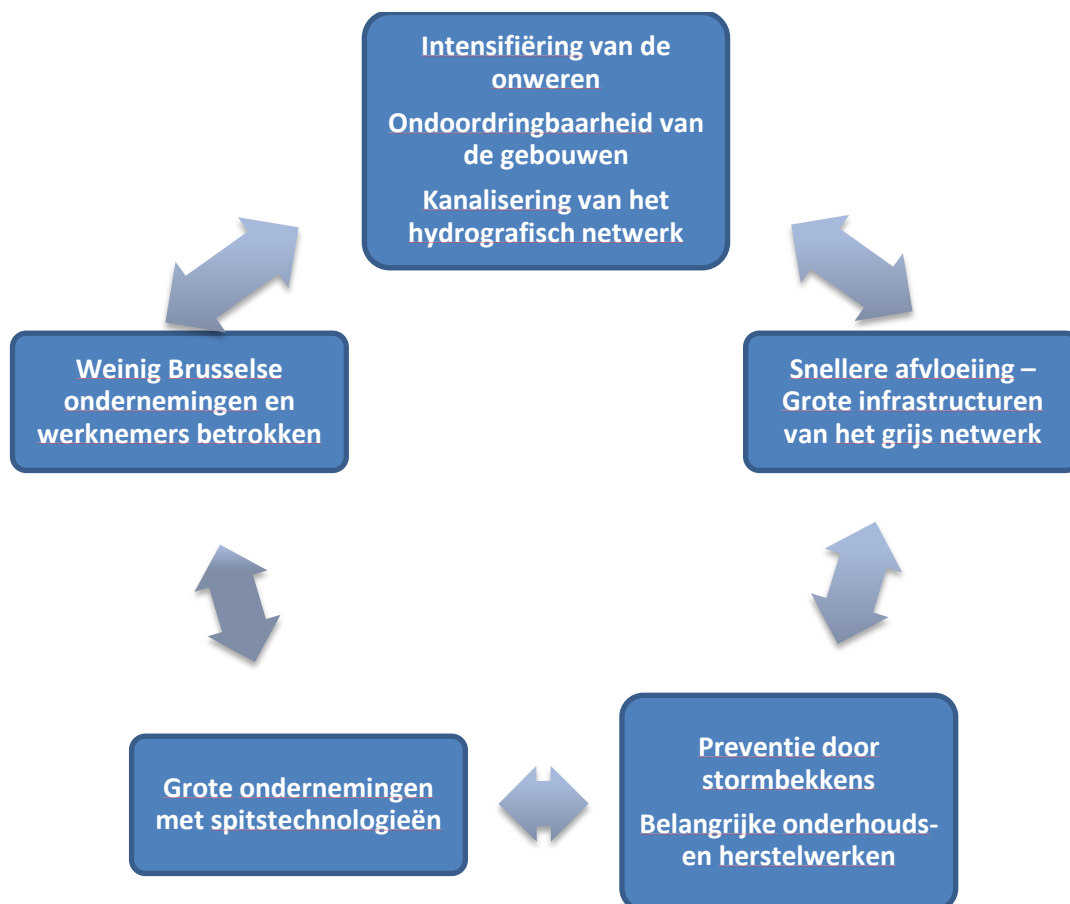 Intensifiëring van de
onweren
Ondoordringbaarheid van
de gebouwen
Kanalisering van het
hydrografisch netwerk
Weinig Brusselse
ondernemingen en
werknemers betrokken
Snellere afvloeiing –
Grote infrastructuren
van het grijs netwerk
Grote ondernemingen
met spitstechnologieën
Preventie door
stormbekkens
Belangrijke onderhouds-
en herstelwerken